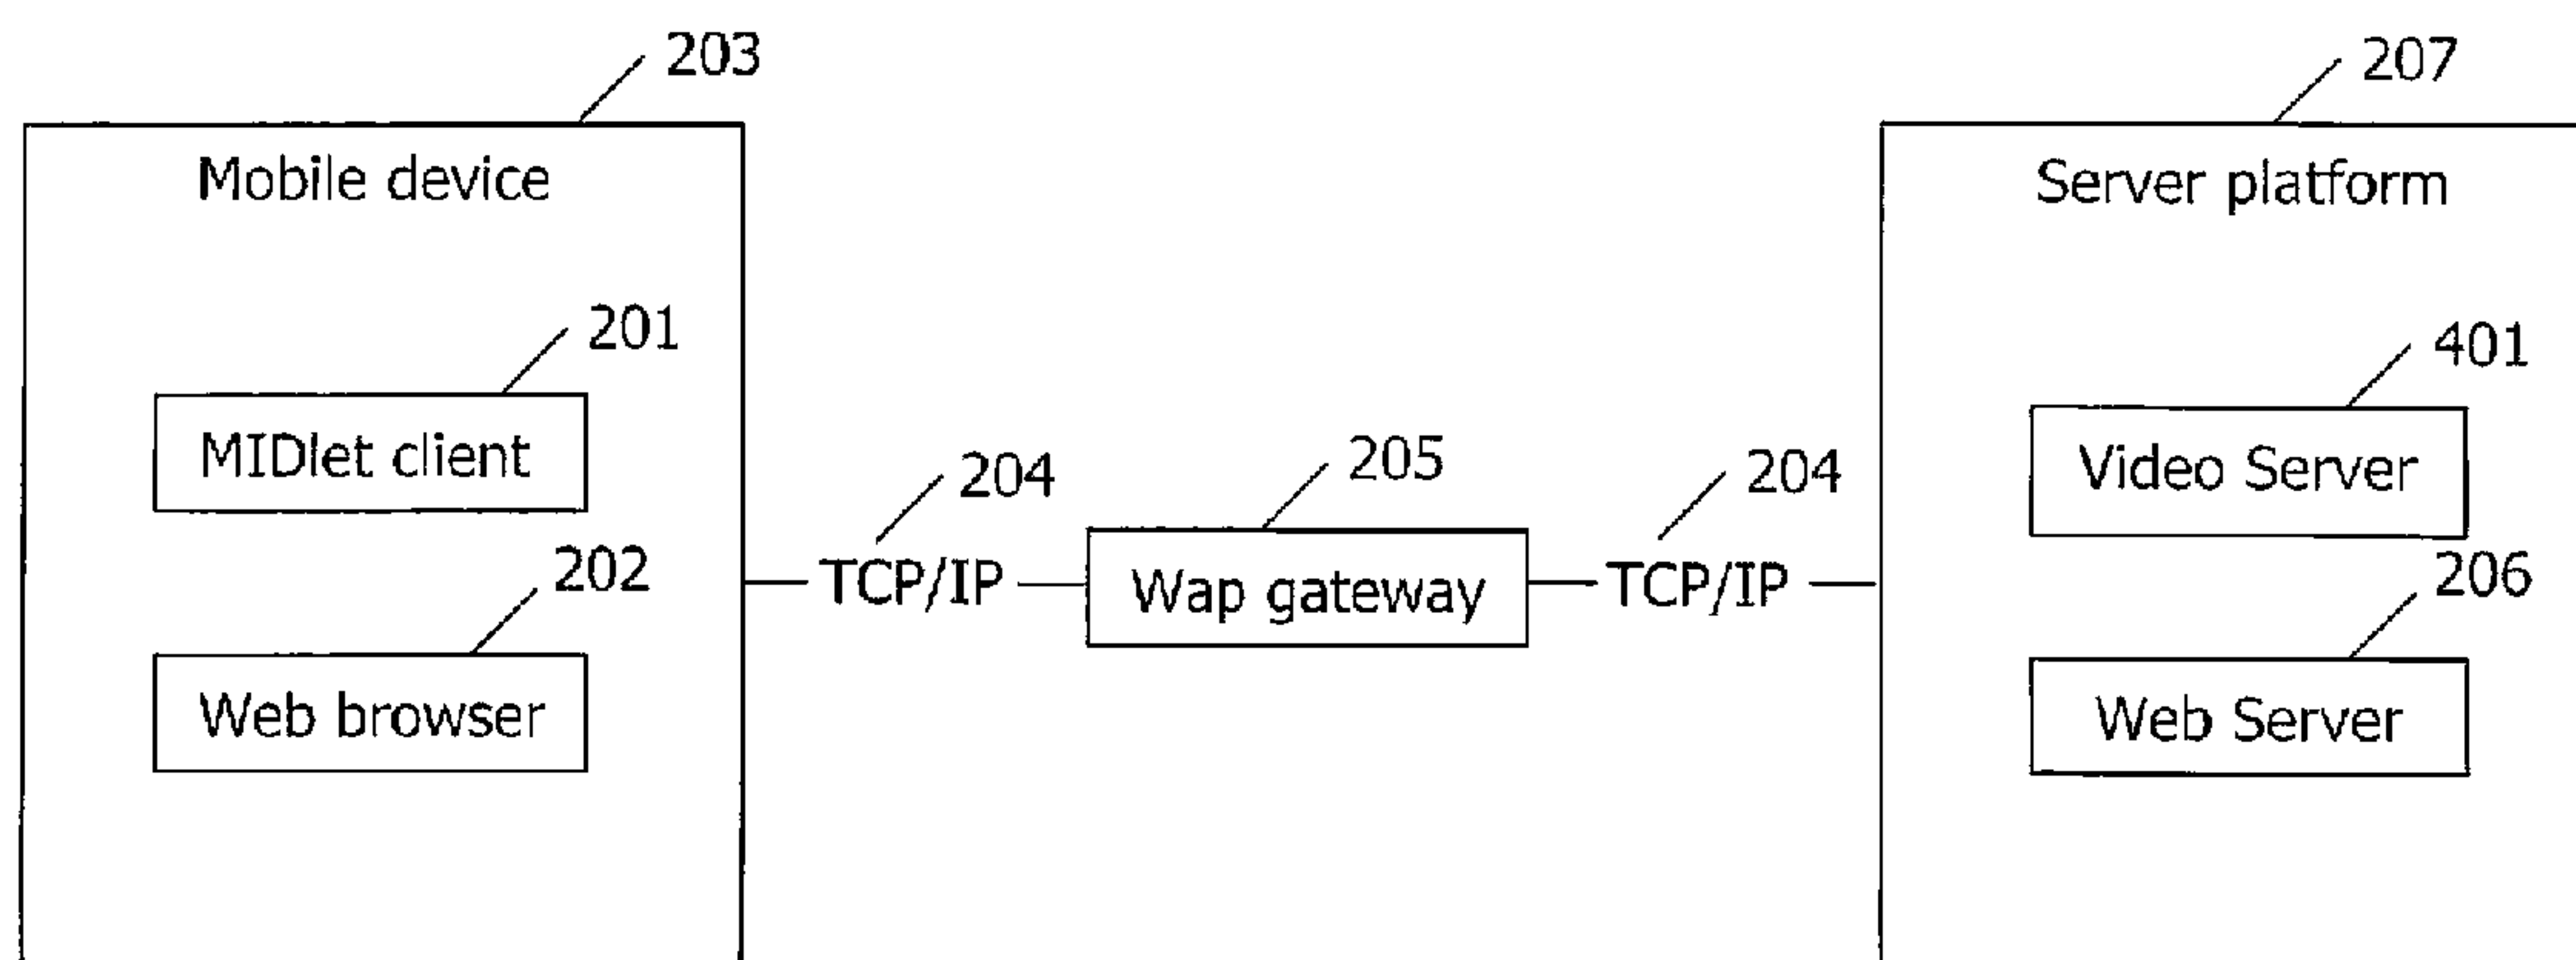 203
207
Mobile device
Server platform
201
401
MIDlet client
Video Server
204
205
204
202
TCP/IP
Wap gateway
TCP/IP
206
Web browser
Web Server